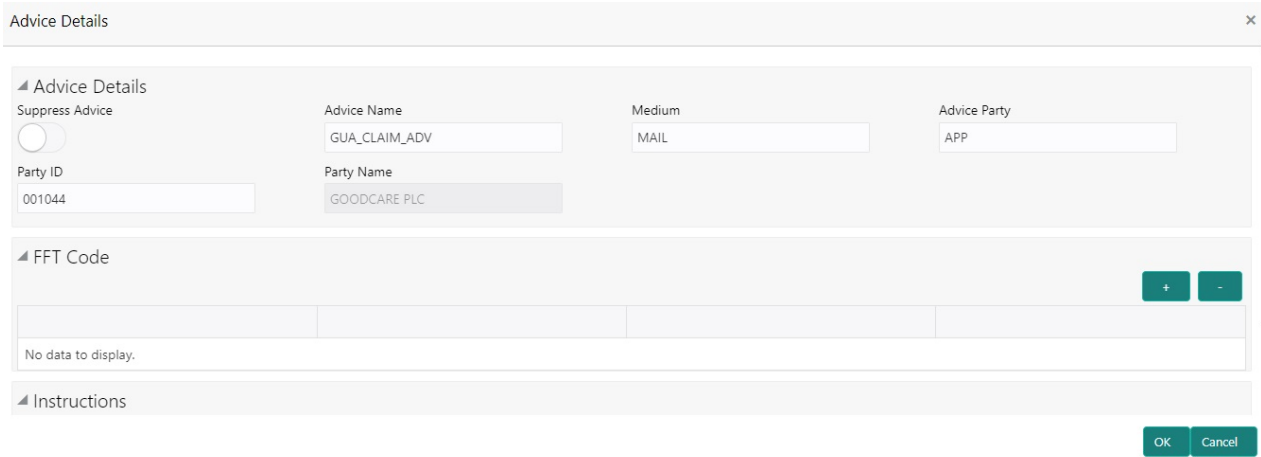 Advice Details ×
Advice Details
Suppress Advice Advice Name Medium Advice Party
GUA_CLAIM_ADV MAIL APP
Party ID Party Name
001044 GOODCARE PLC
FFT Code
+ -
No data to display.
Instructions
OK Cancel